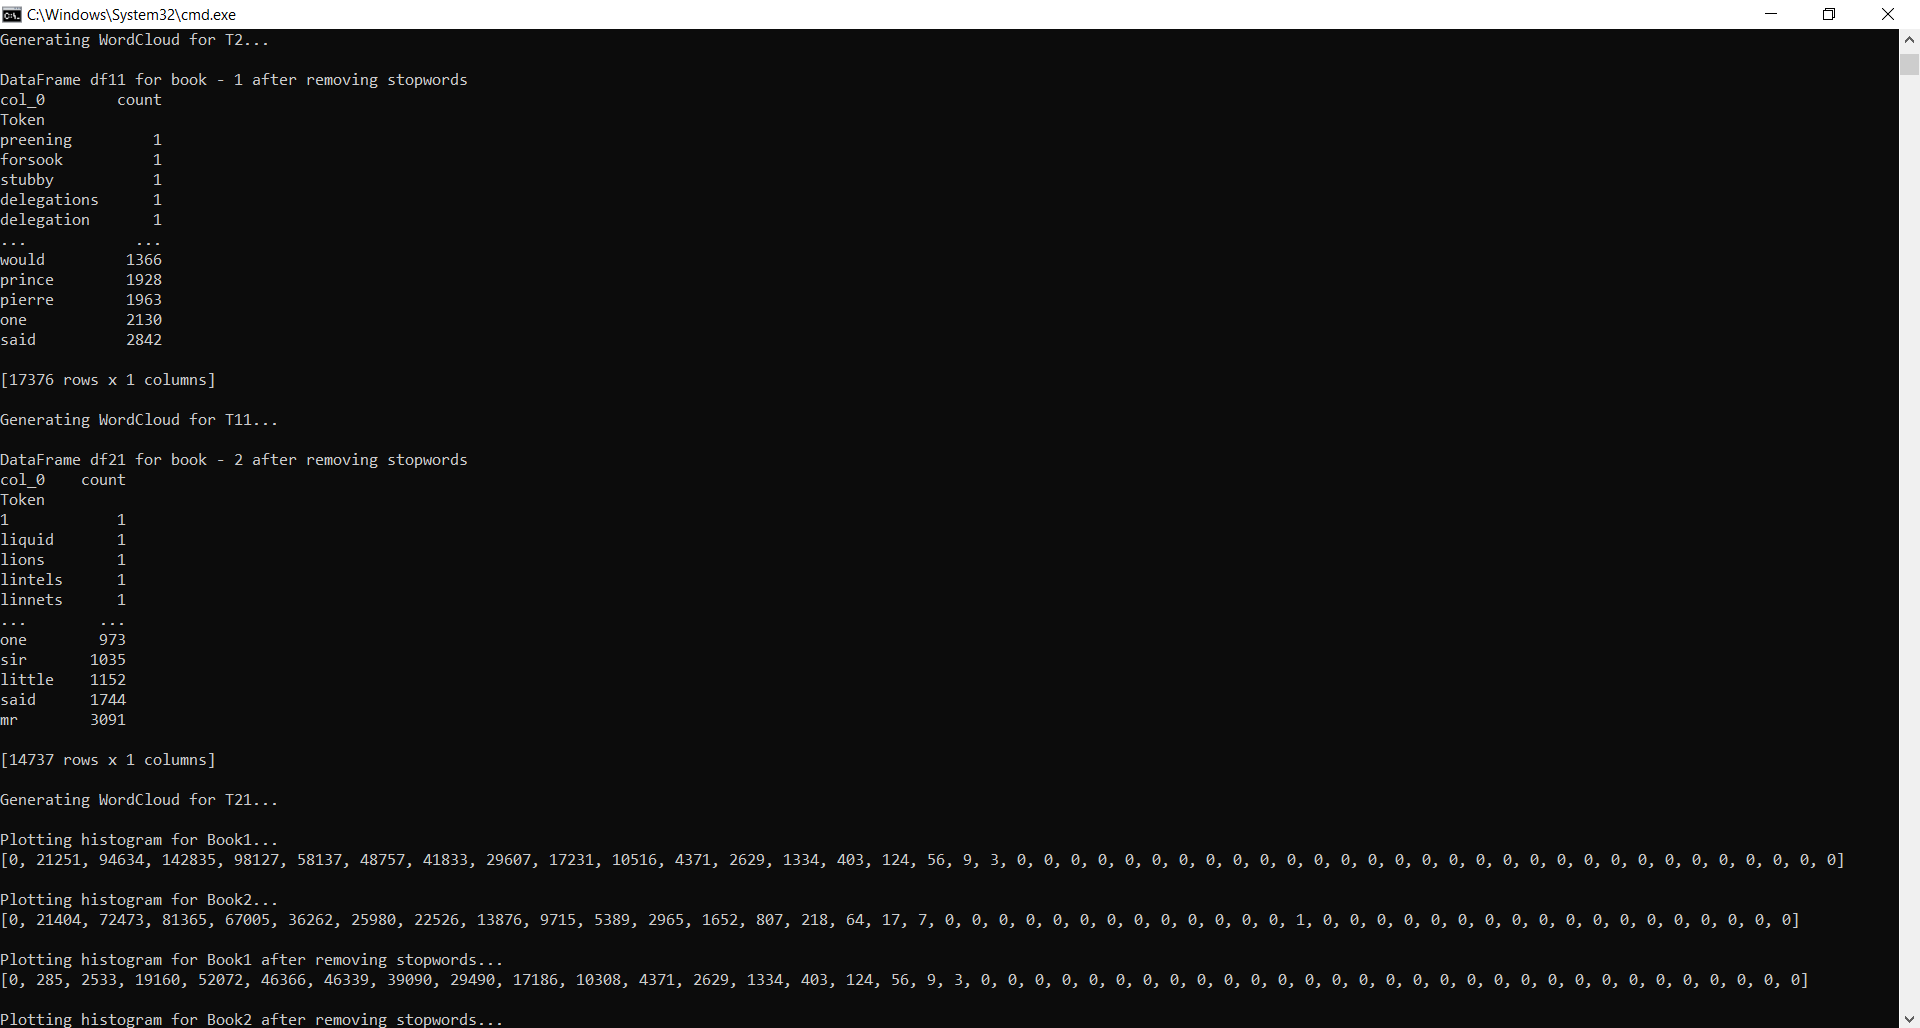 C:\Windows\System32\cmd.exe
Generating WordCloud for T2...
DataFrame df11 for book - 1 after removing stopwords
col_0        count
Token
preening         1
forsook          1
stubby           1
delegations      1
delegation       1
...            ...
would         1366
prince        1928
pierre        1963
one           2130
said          2842
[17376 rows x 1 columns]
Generating WordCloud for T11...
DataFrame df21 for book - 2 after removing stopwords
col_0    count
Token
1            1
liquid       1
lions        1
lintels      1
linnets      1
...        ...
one        973
sir       1035
little    1152
said      1744
mr        3091
[14737 rows x 1 columns]
Generating WordCloud for T21...
Plotting histogram for Book1...
[0, 21251, 94634, 142835, 98127, 58137, 48757, 41833, 29607, 17231, 10516, 4371, 2629, 1334, 403, 124, 56, 9, 3, 0, 0, 0, 0, 0, 0, 0, 0, 0, 0, 0, 0, 0, 0, 0, 0, 0, 0, 0, 0, 0, 0, 0, 0, 0, 0, 0, 0, 0, 0, 0]
Plotting histogram for Book2...
[0, 21404, 72473, 81365, 67005, 36262, 25980, 22526, 13876, 9715, 5389, 2965, 1652, 807, 218, 64, 17, 7, 0, 0, 0, 0, 0, 0, 0, 0, 0, 0, 0, 0, 0, 1, 0, 0, 0, 0, 0, 0, 0, 0, 0, 0, 0, 0, 0, 0, 0, 0, 0, 0]
Plotting histogram for Book1 after removing stopwords...
[0, 285, 2533, 19160, 52072, 46366, 46339, 39090, 29490, 17186, 10308, 4371, 2629, 1334, 403, 124, 56, 9, 3, 0, 0, 0, 0, 0, 0, 0, 0, 0, 0, 0, 0, 0, 0, 0, 0, 0, 0, 0, 0, 0, 0, 0, 0, 0, 0, 0, 0, 0, 0, 0]
Plotting histogram for Book2 after removing stopwords...